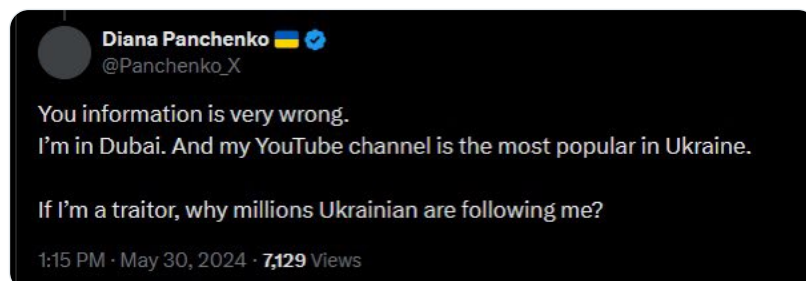 Diana Panchenko 🇺🇦
@Panchenko_X
You information is very wrong.
I'm in Dubai. And my YouTube channel is the most popular in Ukraine.
If I'm a traitor, why millions Ukrainian are following me?
1:15 PM · May 30, 2024 · 7,129 Views